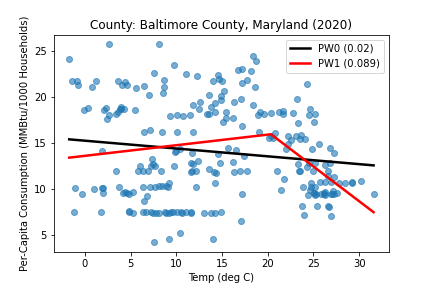 County: Baltimore County, Maryland (2020)
PW0 (0.02)
PW1 (0.089)
Per-Capita Consumption (MMBtu/1000 Households)
25
20
15
10
5
0 5 10 15 20 25 30
Temp (deg C)